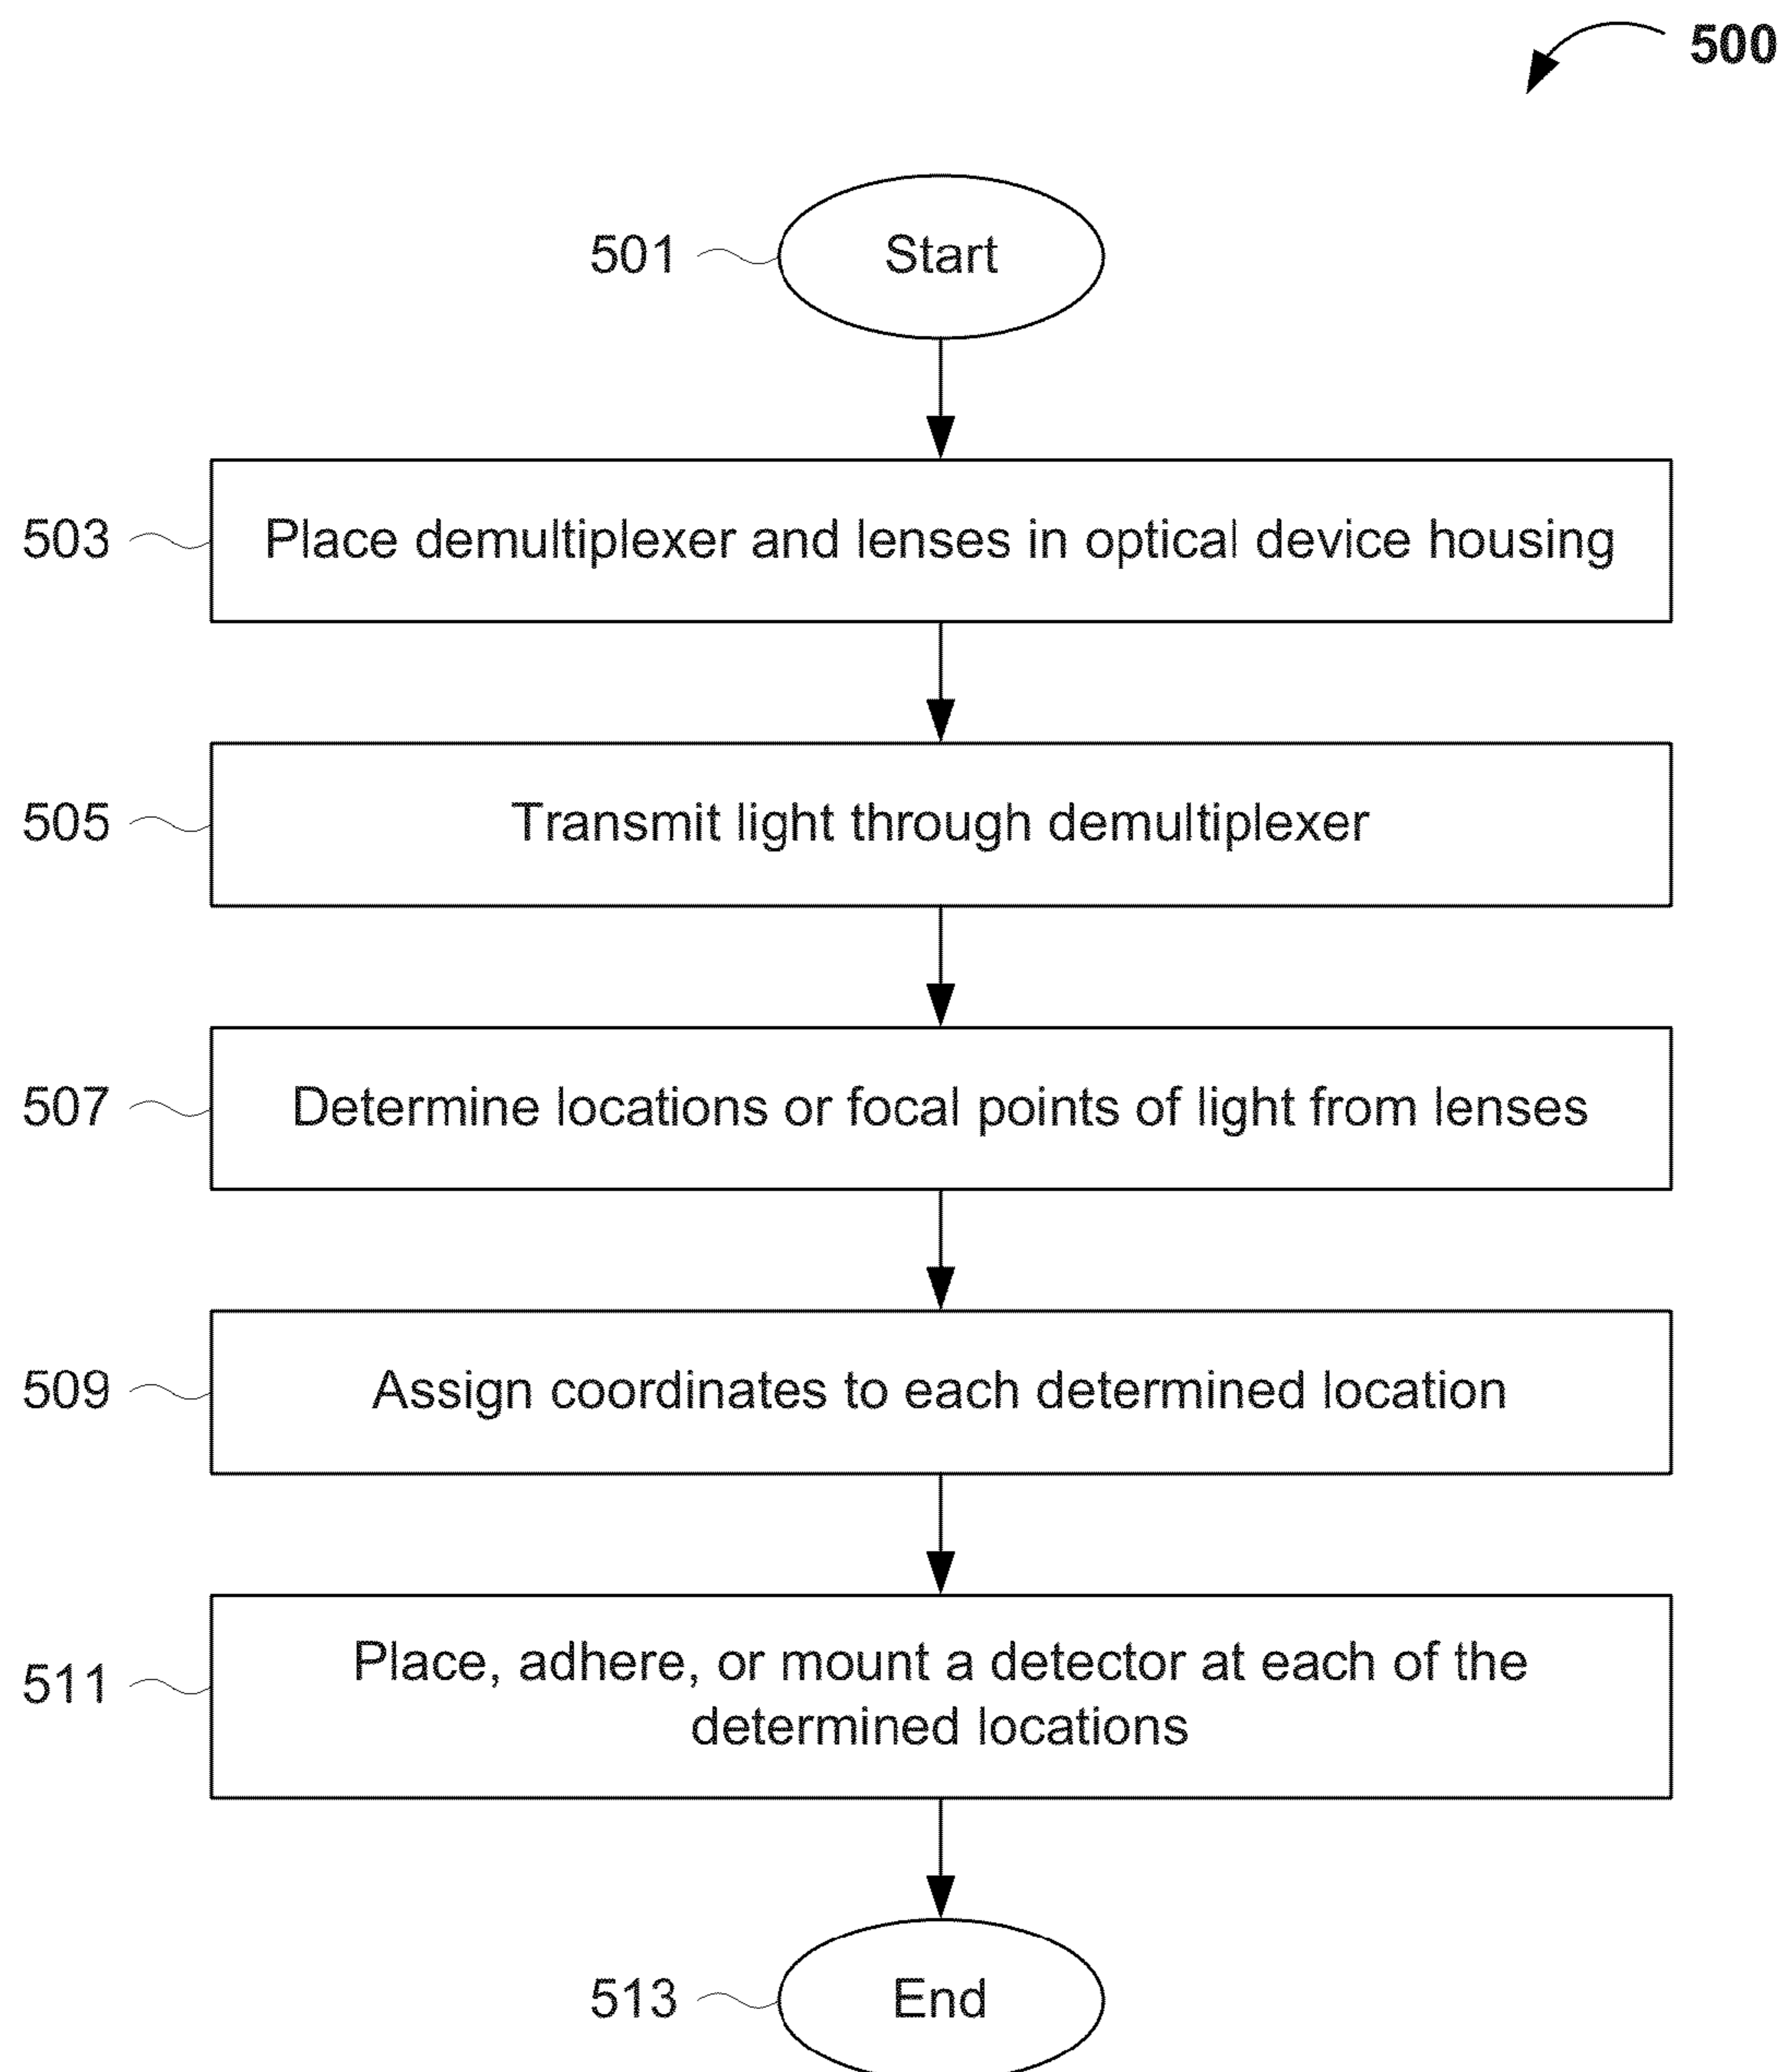 500
501 Start
503 Place demultiplexer and lenses in optical device housing
505 Transmit light through demultiplexer
507 Determine locations or focal points of light from lenses
509 Assign coordinates to each determined location
511 Place, adhere, or mount a detector at each of the
determined locations
513 End